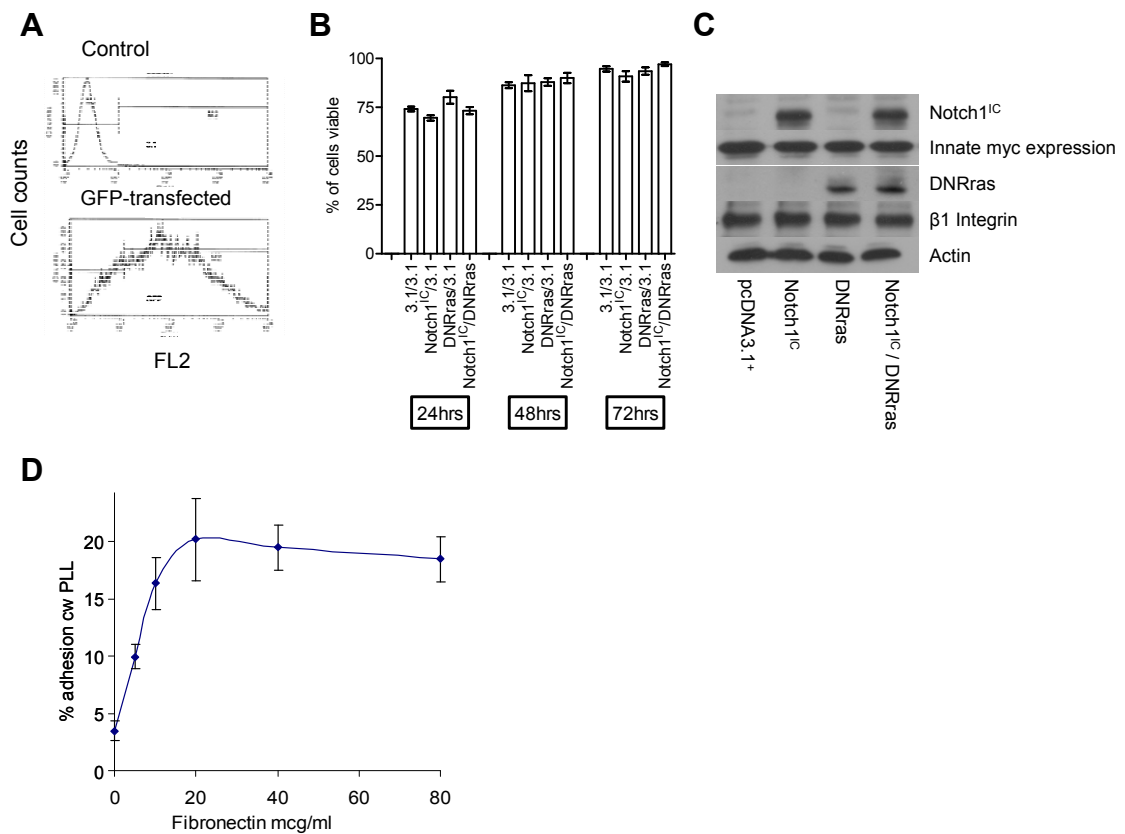 A
Control
GFP-transfected
Cell counts
FL2
B
% of cells viable
100
75
50
25
0
3.1/3.1
Notch1ᴵᶜ/3.1
DNRras/3.1
Notch1ᴵᶜ/DNRras
3.1/3.1
Notch1ᴵᶜ/3.1
DNRras/3.1
Notch1ᴵᶜ/DNRras
3.1/3.1
Notch1ᴵᶜ/3.1
DNRras/3.1
Notch1ᴵᶜ/DNRras
24hrs
48hrs
72hrs
C
Notch1ᴵᶜ
Innate myc expression
DNRras
β1 Integrin
Actin
pcDNA3.1⁺
Notch1ᴵᶜ
DNRras
Notch1ᴵᶜ / DNRras
D
% adhesion cw PLL
20
15
10
5
0
0 20 40 60 80
Fibronectin mcg/ml